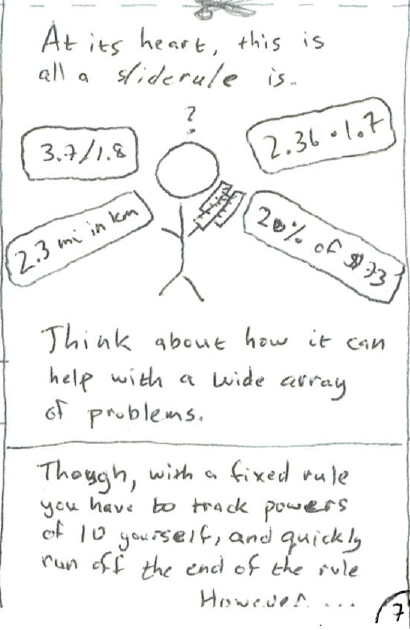 At its heart, this is
all a sliderule is.
?
3.7/1.8
2.36 · 1.7
2.3 mi in km
20% of $33
Think about how it can
help with a wide array
of problems.
Though, with a fixed rule
you have to track powers
of 10 yourself, and quickly
run off the end of the rule
However ...
7